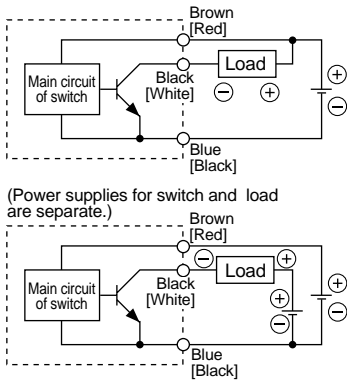 Brown
[Red]
Load
Main circuit
of switch
Black
[White]
⊖ ⊕
⊕
⊖
Blue
[Black]
(Power supplies for switch and load
are separate.)
Brown
[Red]
⊖ ⊕
Load
Main circuit
of switch
Black
[White]
⊕
⊖
⊕
⊖
Blue
[Black]